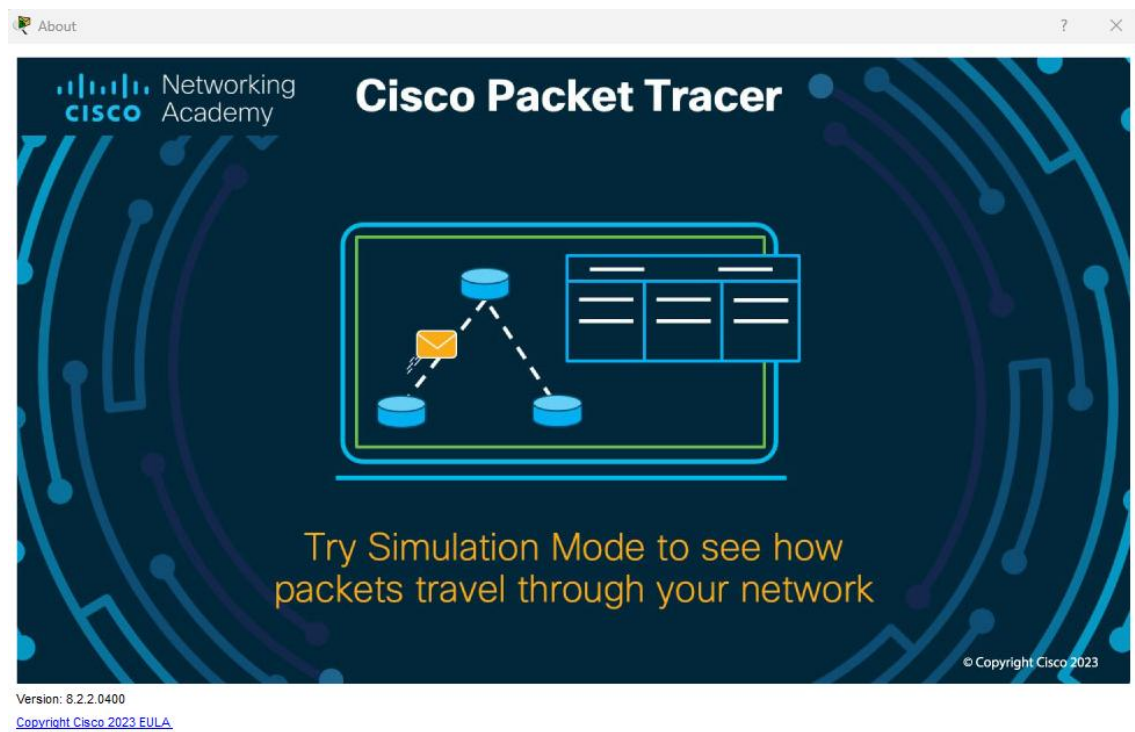 About
Networking
Academy
CISCO
Cisco Packet Tracer
Try Simulation Mode to see how
packets travel through your network
© Copyright Cisco 2023
Version: 8.2.2.0400
Copyright Cisco 2023 EULA